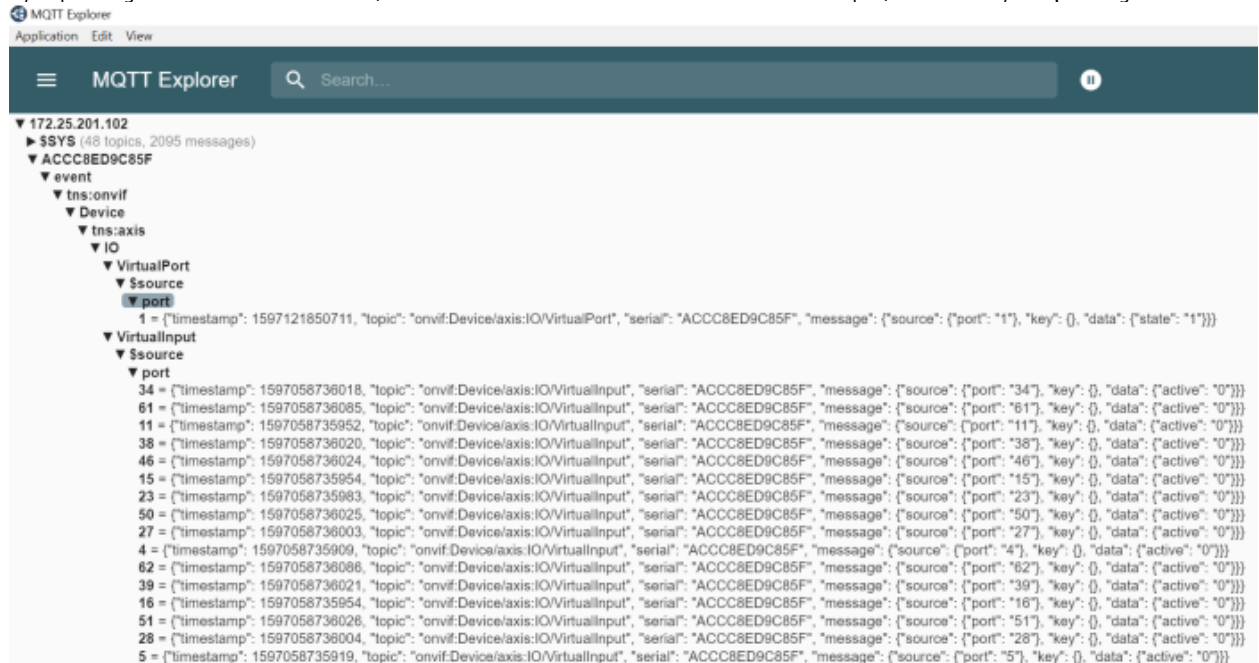 MQTT Explorer
Application Edit View
MQTT Explorer Search...
▼ 172.25.201.102
▶ $SYS (48 topics, 2095 messages)
▼ ACCC8ED9C85F
▼ event
▼ tns:onvif
▼ Device
▼ tns:axis
▼ IO
▼ VirtualPort
▼ $source
▼ port
1 = {"timestamp": 1597121850711, "topic": "onvif:Device/axis:IO/VirtualPort", "serial": "ACCC8ED9C85F", "message": {"source": {"port": "1"}, "key": {}, "data": {"state": "1"}}}
▼ VirtualInput
▼ $source
▼ port
34 = {"timestamp": 1597058736018, "topic": "onvif:Device/axis:IO/VirtualInput", "serial": "ACCC8ED9C85F", "message": {"source": {"port": "34"}, "key": {}, "data": {"active": "0"}}}
61 = {"timestamp": 1597058736085, "topic": "onvif:Device/axis:IO/VirtualInput", "serial": "ACCC8ED9C85F", "message": {"source": {"port": "61"}, "key": {}, "data": {"active": "0"}}}
11 = {"timestamp": 1597058735952, "topic": "onvif:Device/axis:IO/VirtualInput", "serial": "ACCC8ED9C85F", "message": {"source": {"port": "11"}, "key": {}, "data": {"active": "0"}}}
38 = {"timestamp": 1597058736020, "topic": "onvif:Device/axis:IO/VirtualInput", "serial": "ACCC8ED9C85F", "message": {"source": {"port": "38"}, "key": {}, "data": {"active": "0"}}}
46 = {"timestamp": 1597058736024, "topic": "onvif:Device/axis:IO/VirtualInput", "serial": "ACCC8ED9C85F", "message": {"source": {"port": "46"}, "key": {}, "data": {"active": "0"}}}
15 = {"timestamp": 1597058735954, "topic": "onvif:Device/axis:IO/VirtualInput", "serial": "ACCC8ED9C85F", "message": {"source": {"port": "15"}, "key": {}, "data": {"active": "0"}}}
23 = {"timestamp": 1597058735983, "topic": "onvif:Device/axis:IO/VirtualInput", "serial": "ACCC8ED9C85F", "message": {"source": {"port": "23"}, "key": {}, "data": {"active": "0"}}}
50 = {"timestamp": 1597058736025, "topic": "onvif:Device/axis:IO/VirtualInput", "serial": "ACCC8ED9C85F", "message": {"source": {"port": "50"}, "key": {}, "data": {"active": "0"}}}
27 = {"timestamp": 1597058736003, "topic": "onvif:Device/axis:IO/VirtualInput", "serial": "ACCC8ED9C85F", "message": {"source": {"port": "27"}, "key": {}, "data": {"active": "0"}}}
4 = {"timestamp": 1597058735909, "topic": "onvif:Device/axis:IO/VirtualInput", "serial": "ACCC8ED9C85F", "message": {"source": {"port": "4"}, "key": {}, "data": {"active": "0"}}}
62 = {"timestamp": 1597058736086, "topic": "onvif:Device/axis:IO/VirtualInput", "serial": "ACCC8ED9C85F", "message": {"source": {"port": "62"}, "key": {}, "data": {"active": "0"}}}
39 = {"timestamp": 1597058736021, "topic": "onvif:Device/axis:IO/VirtualInput", "serial": "ACCC8ED9C85F", "message": {"source": {"port": "39"}, "key": {}, "data": {"active": "0"}}}
16 = {"timestamp": 1597058735954, "topic": "onvif:Device/axis:IO/VirtualInput", "serial": "ACCC8ED9C85F", "message": {"source": {"port": "16"}, "key": {}, "data": {"active": "0"}}}
51 = {"timestamp": 1597058736026, "topic": "onvif:Device/axis:IO/VirtualInput", "serial": "ACCC8ED9C85F", "message": {"source": {"port": "51"}, "key": {}, "data": {"active": "0"}}}
28 = {"timestamp": 1597058736004, "topic": "onvif:Device/axis:IO/VirtualInput", "serial": "ACCC8ED9C85F", "message": {"source": {"port": "28"}, "key": {}, "data": {"active": "0"}}}
5 = {"timestamp": 1597058735919, "topic": "onvif:Device/axis:IO/VirtualInput", "serial": "ACCC8ED9C85F", "message": {"source": {"port": "5"}, "key": {}, "data": {"active": "0"}}}